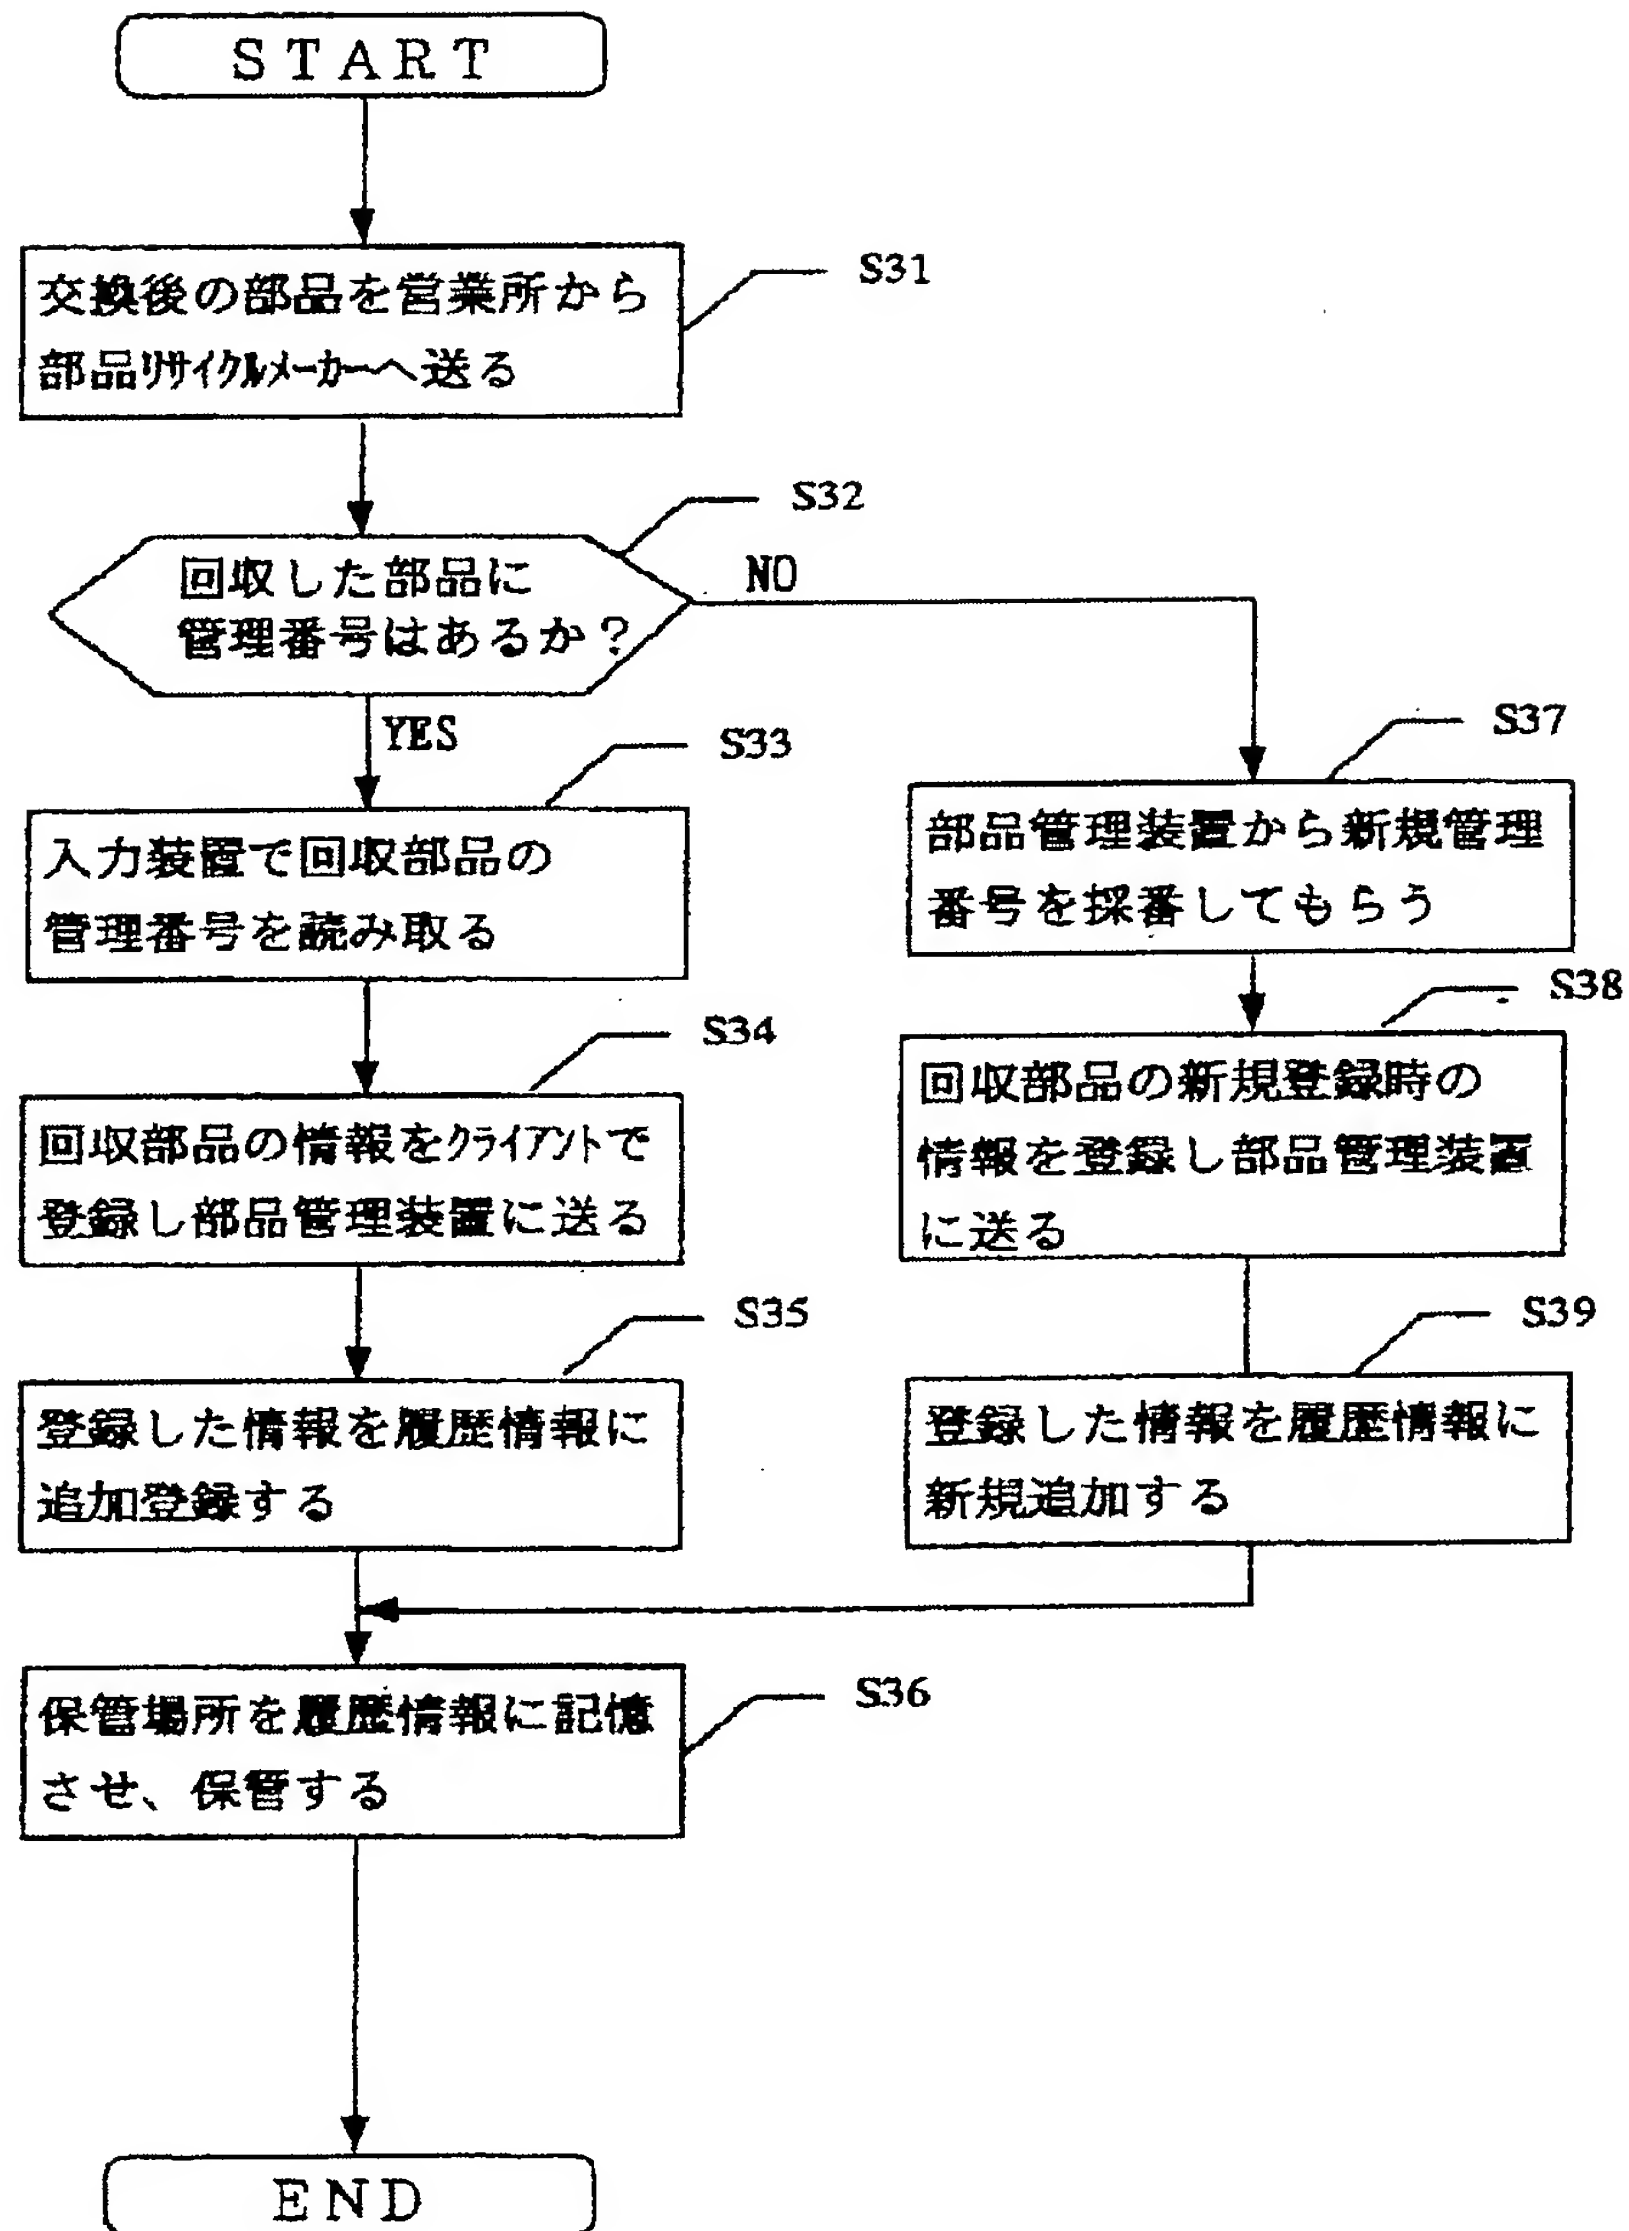 START
交換後の部品を営業所から
部品リサイクルメーカーへ送る
S31
回収した部品に
管理番号はあるか？
S32
NO
YES
入力装置で回収部品の
管理番号を読み取る
S33
回収部品の情報をクライアントで
登録し部品管理装置に送る
S34
登録した情報を履歴情報に
追加登録する
S35
部品管理装置から新規管理
番号を採番してもらう
S37
回収部品の新規登録時の
情報を登録し部品管理装置
に送る
S38
登録した情報を履歴情報に
新規追加する
S39
保管場所を履歴情報に記憶
させ、保管する
S36
END